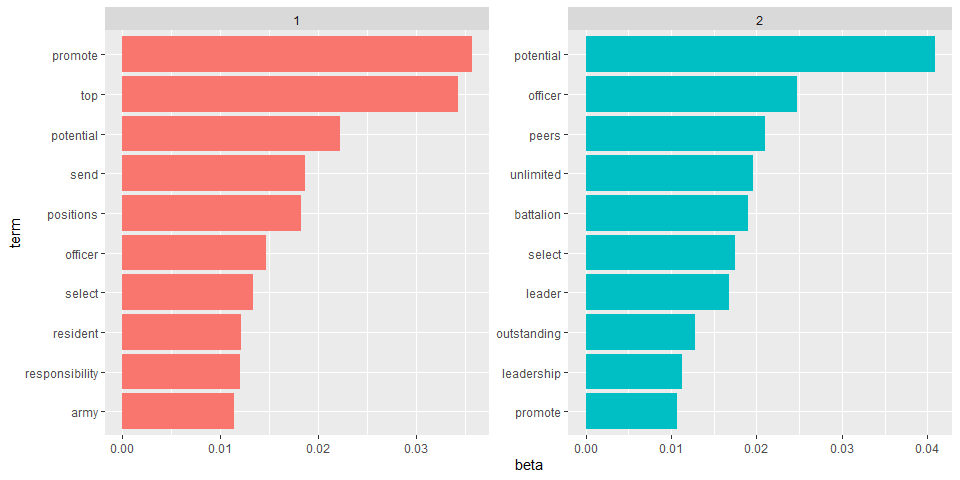 1
promote
top
potential
send
positions
officer
select
resident
responsibility
army
0.00 0.01 0.02 0.03
2
potential
officer
peers
unlimited
battalion
select
leader
outstanding
leadership
promote
0.00 0.01 0.02 0.03 0.04
term
beta